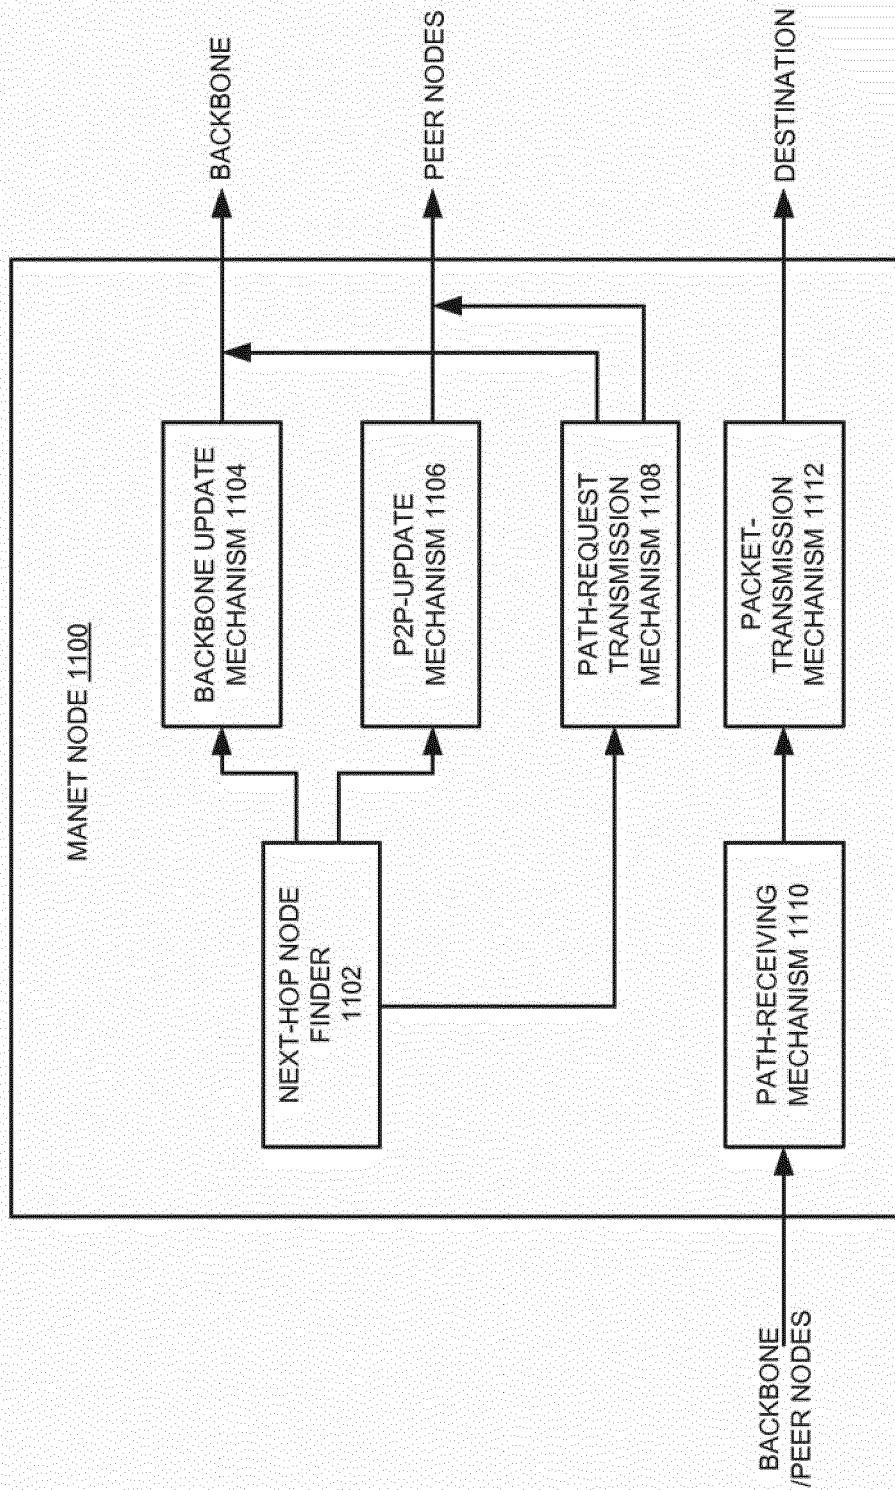 MANET NODE 1100
BACKBONE UPDATE
MECHANISM 1104
BACKBONE
NEXT-HOP NODE
FINDER
1102
P2P-UPDATE
MECHANISM 1106
PEER NODES
PATH-REQUEST
TRANSMISSION
MECHANISM 1108
BACKBONE
/PEER NODES
PATH-RECEIVING
MECHANISM 1110
PACKET-
TRANSMISSION
MECHANISM 1112
DESTINATION